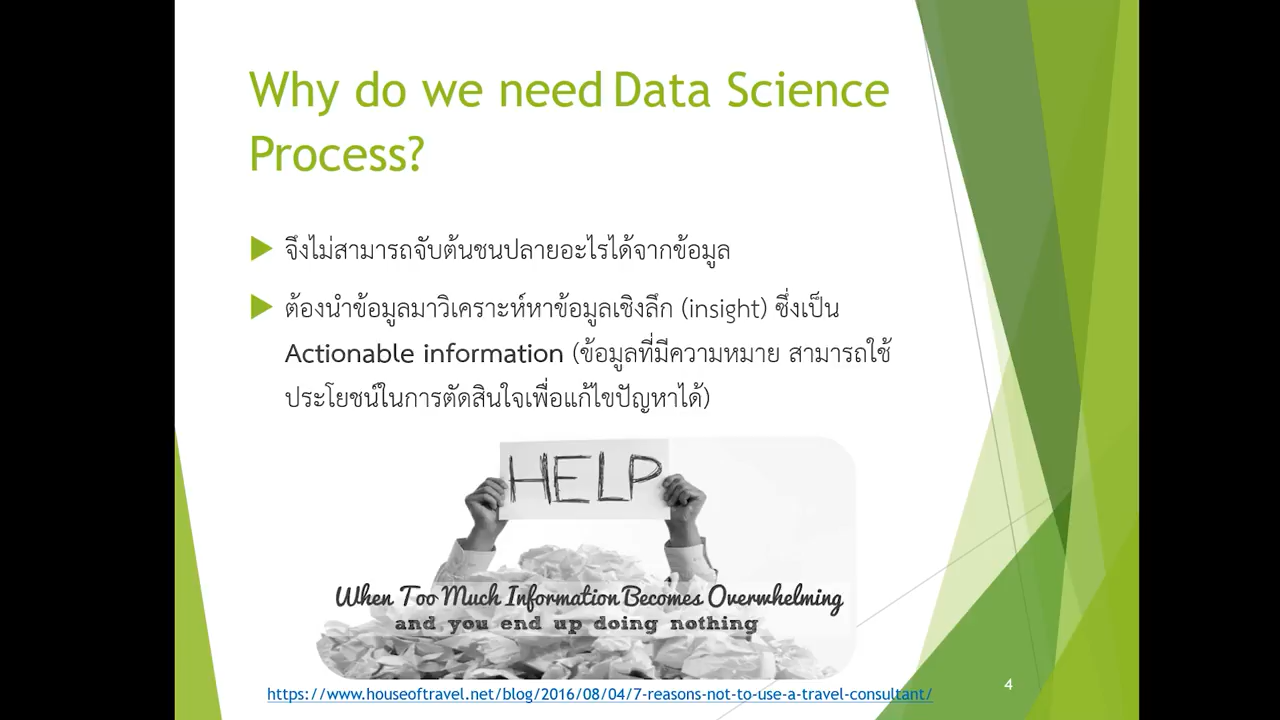 Why do we need Data Science
Process?
จึงไม่สามารถจับต้นชนปลายอะไรได้จากข้อมูล
ต้องนำข้อมูลมาวิเคราะห์หาข้อมูลเชิงลึก (insight) ซึ่งเป็น
Actionable information (ข้อมูลที่มีความหมาย สามารถใช้
ประโยชน์ในการตัดสินใจเพื่อแก้ไขปัญหาได้)
HELP
When Too Much Information Becomes Overwhelming
and you end up doing nothing
https://www.houseoftravel.net/blog/2016/08/04/7-reasons-not-to-use-a-travel-consultant/
4